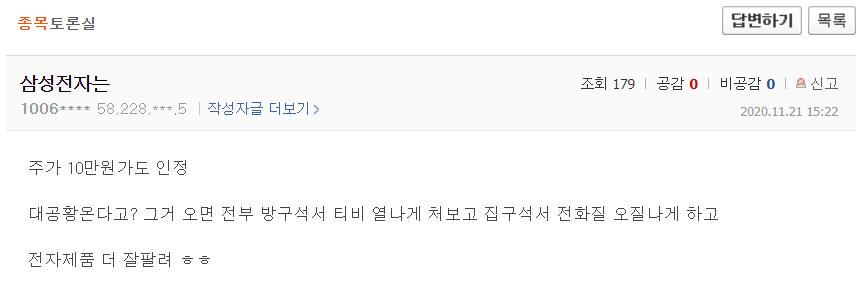 종목토론실
답변하기 목록
삼성전자는
조회 179 공감 0 비공감 0 신고
1006**** 58.228.***.5 작성자글 더보기
2020.11.21 15:22
주가 10만원가도 인정
대공황온다고? 그거 오면 전부 방구석서 티비 열나게 처보고 집구석서 전화질 오질나게 하고
전자제품 더 잘팔려 ㅎㅎ